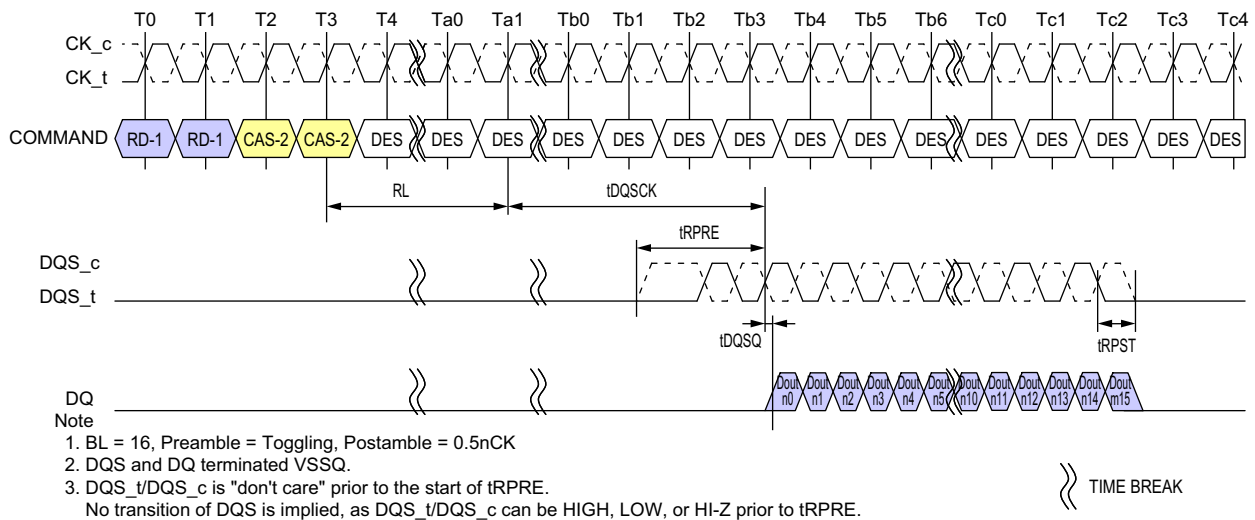 T0 T1 T2 T3 T4 Ta0 Ta1 Tb0 Tb1 Tb2 Tb3 Tb4 Tb5 Tb6 Tc0 Tc1 Tc2 Tc3 Tc4
CK_c
CK_t
COMMAND RD-1 RD-1 CAS-2 CAS-2 DES DES DES DES DES DES DES DES DES DES DES DES DES DES DES
RL tDQSCK
tRPRE
DQS_c
DQS_t
tDQSQ tRPST
DQ Dout n0 Dout n1 Dout n2 Dout n3 Dout n4 Dout n5 Dout n10 Dout n11 Dout n12 Dout n13 Dout n14 Dout m15
Note
1. BL = 16, Preamble = Toggling, Postamble = 0.5nCK
2. DQS and DQ terminated VSSQ.
3. DQS_t/DQS_c is "don't care" prior to the start of tRPRE.
No transition of DQS is implied, as DQS_t/DQS_c can be HIGH, LOW, or HI-Z prior to tRPRE.
TIME BREAK